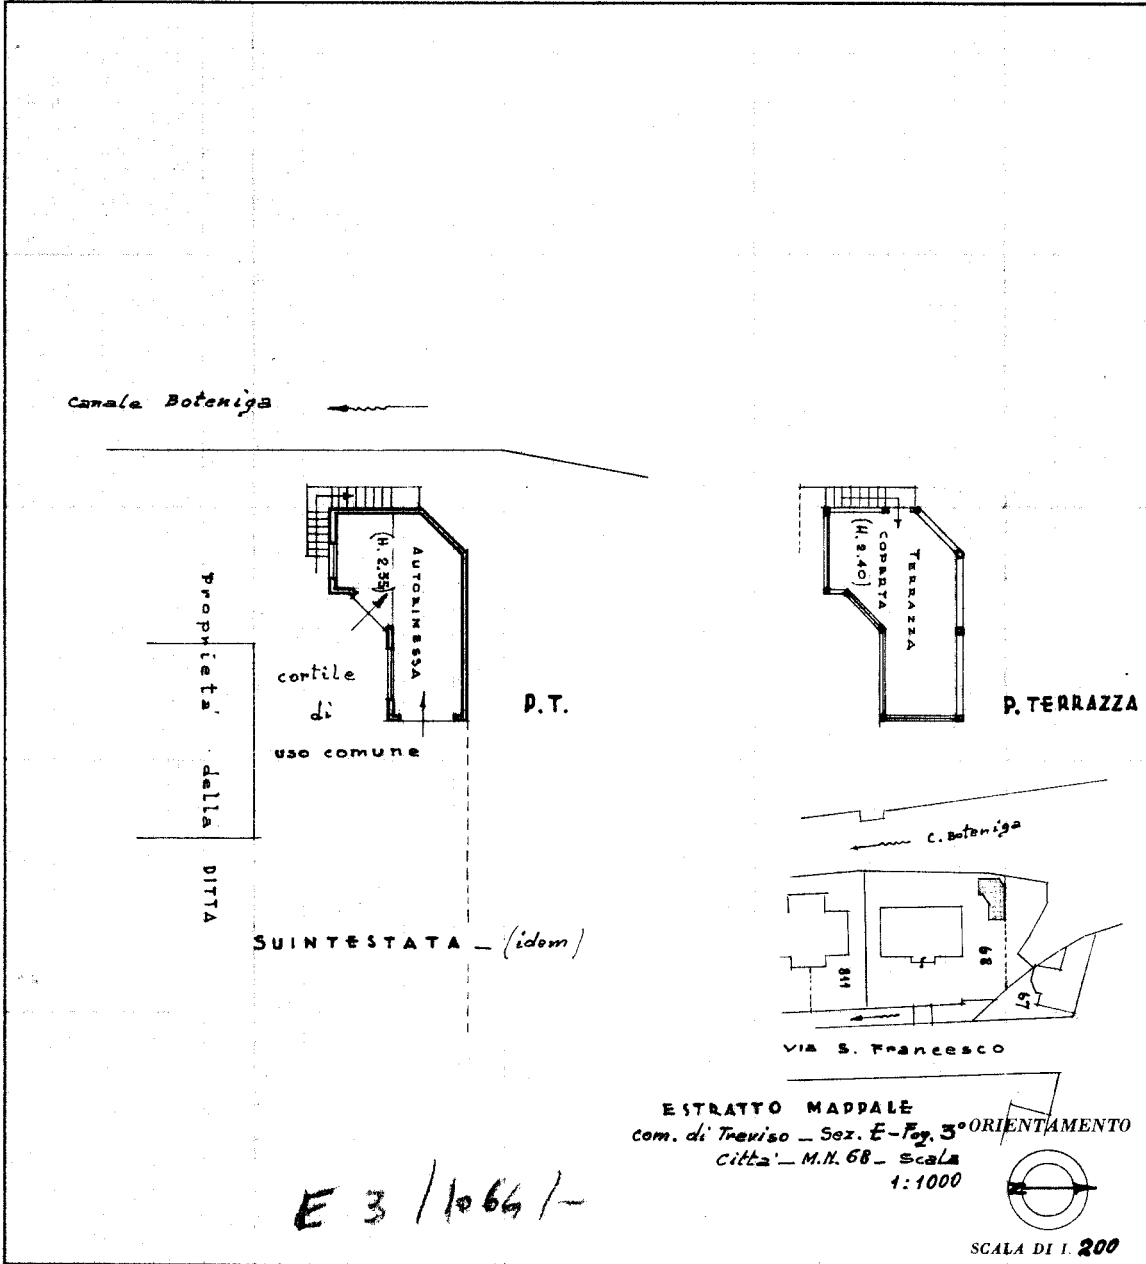 Canale Boteniga
AUTORIMESSA
(H. 2.35)
TERRAZZA
COPERTA
(H. 2.40)
cortile
di
uso comune
P.T.
P. TERRAZZA
Proprieta' della DITTA
SUINTESTATA - (idem)
C. Boteniga
68
811
67
via S. Francesco
ESTRATTO MAPPALE
com. di Treviso - Sez. E - Fog. 3°
Citta' - M.N. 68 - Scala
1:1000
ORIENTAMENTO
N
SCALA DI 1. 200
E 3 / 1064 / -